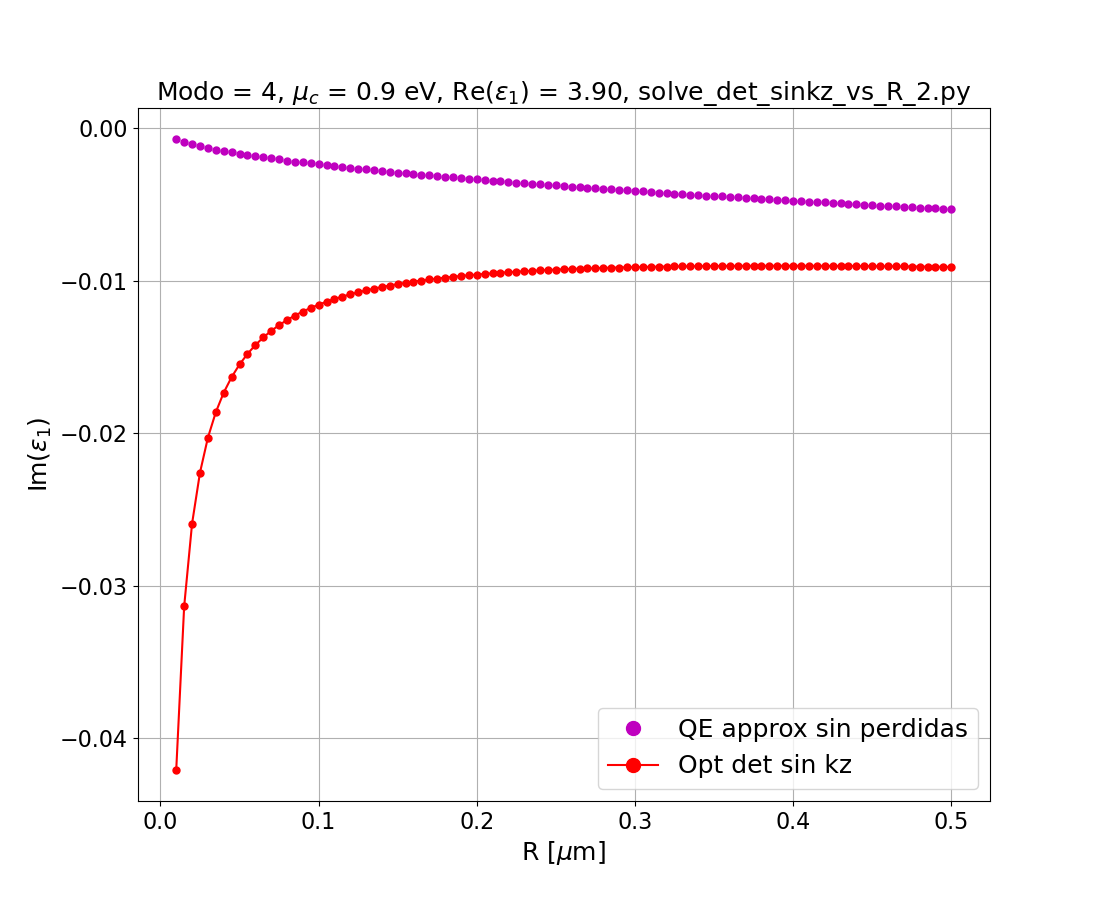 Modo = 4, μc = 0.9 eV, Re(ε1) = 3.90, solve_det_sinkz_vs_R_2.py
0.00
−0.01
−0.02
−0.03
−0.04
Im(ε1)
QE approx sin perdidas
Opt det sin kz
0.0 0.1 0.2 0.3 0.4 0.5
R [μm]